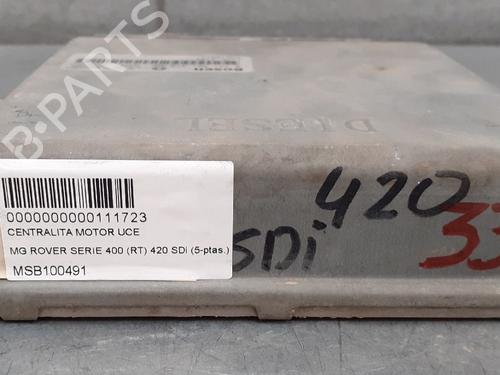 BOSCH
DIESEL
B-PARTS
420
33
SDi
0000000000111723
CENTRALITA MOTOR UCE
MG ROVER SERIE 400 (RT) 420 SDi (5-ptas.)
MSB100491